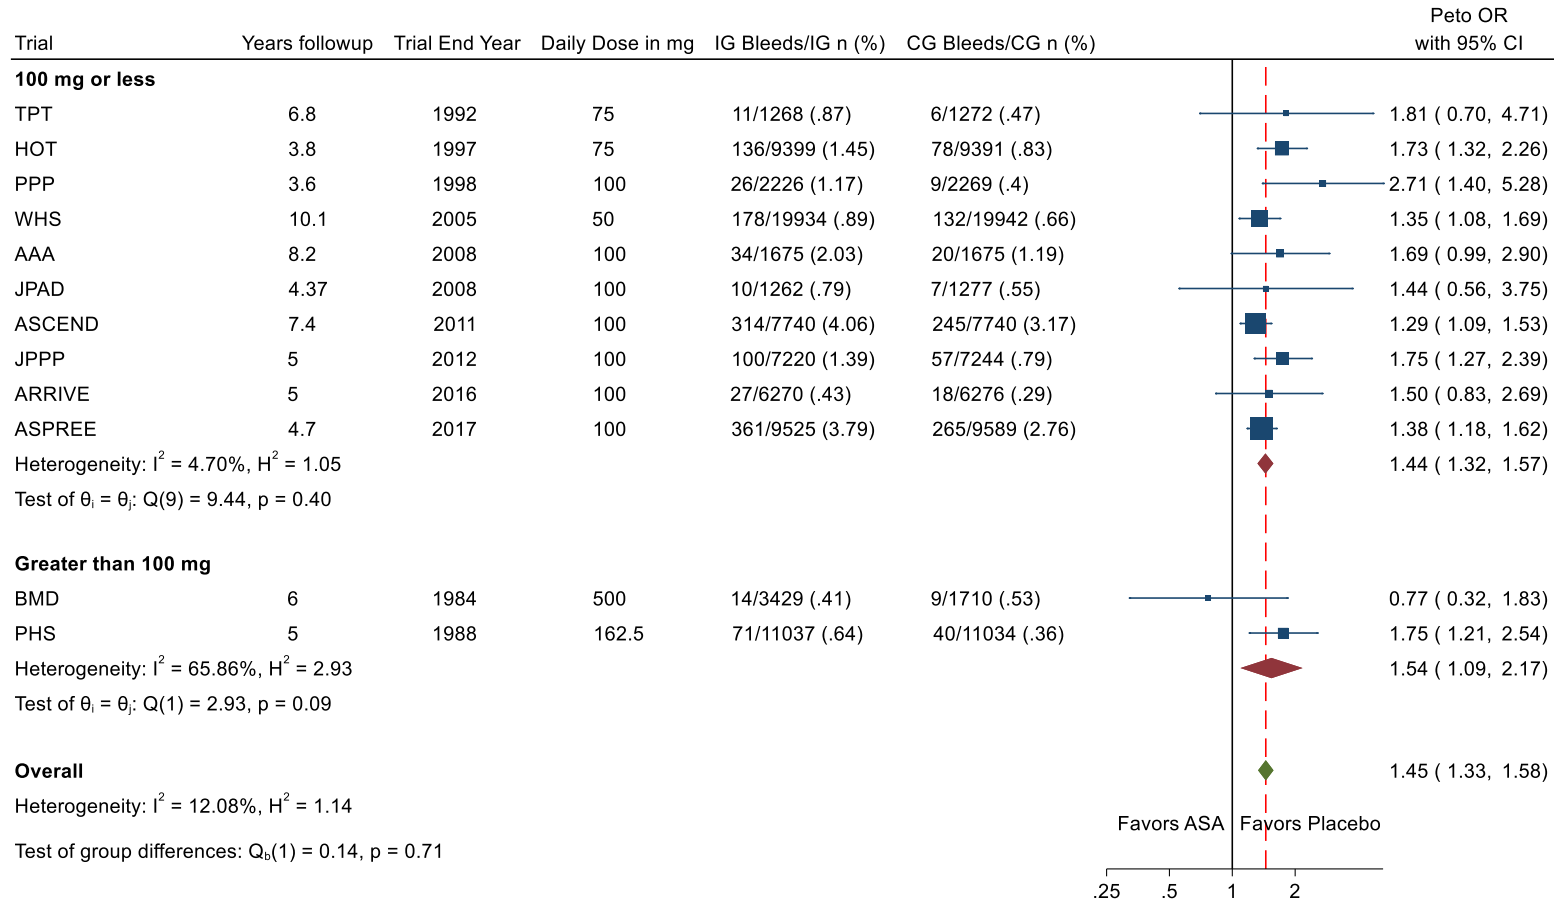 Peto OR
Trial Years followup Trial End Year Daily Dose in mg IG Bleeds/IG n (%) CG Bleeds/CG n (%) with 95% CI
100 mg or less
TPT 6.8 1992 75 11/1268 (.87) 6/1272 (.47) 1.81 ( 0.70, 4.71)
HOT 3.8 1997 75 136/9399 (1.45) 78/9391 (.83) 1.73 ( 1.32, 2.26)
PPP 3.6 1998 100 26/2226 (1.17) 9/2269 (.4) 2.71 ( 1.40, 5.28)
WHS 10.1 2005 50 178/19934 (.89) 132/19942 (.66) 1.35 ( 1.08, 1.69)
AAA 8.2 2008 100 34/1675 (2.03) 20/1675 (1.19) 1.69 ( 0.99, 2.90)
JPAD 4.37 2008 100 10/1262 (.79) 7/1277 (.55) 1.44 ( 0.56, 3.75)
ASCEND 7.4 2011 100 314/7740 (4.06) 245/7740 (3.17) 1.29 ( 1.09, 1.53)
JPPP 5 2012 100 100/7220 (1.39) 57/7244 (.79) 1.75 ( 1.27, 2.39)
ARRIVE 5 2016 100 27/6270 (.43) 18/6276 (.29) 1.50 ( 0.83, 2.69)
ASPREE 4.7 2017 100 361/9525 (3.79) 265/9589 (2.76) 1.38 ( 1.18, 1.62)
Heterogeneity: I² = 4.70%, H² = 1.05 1.44 ( 1.32, 1.57)
Test of θᵢ = θⱼ: Q(9) = 9.44, p = 0.40
Greater than 100 mg
BMD 6 1984 500 14/3429 (.41) 9/1710 (.53) 0.77 ( 0.32, 1.83)
PHS 5 1988 162.5 71/11037 (.64) 40/11034 (.36) 1.75 ( 1.21, 2.54)
Heterogeneity: I² = 65.86%, H² = 2.93 1.54 ( 1.09, 2.17)
Test of θᵢ = θⱼ: Q(1) = 2.93, p = 0.09
Overall 1.45 ( 1.33, 1.58)
Heterogeneity: I² = 12.08%, H² = 1.14
Favors ASA Favors Placebo
Test of group differences: Q_b(1) = 0.14, p = 0.71
.25 .5 1 2